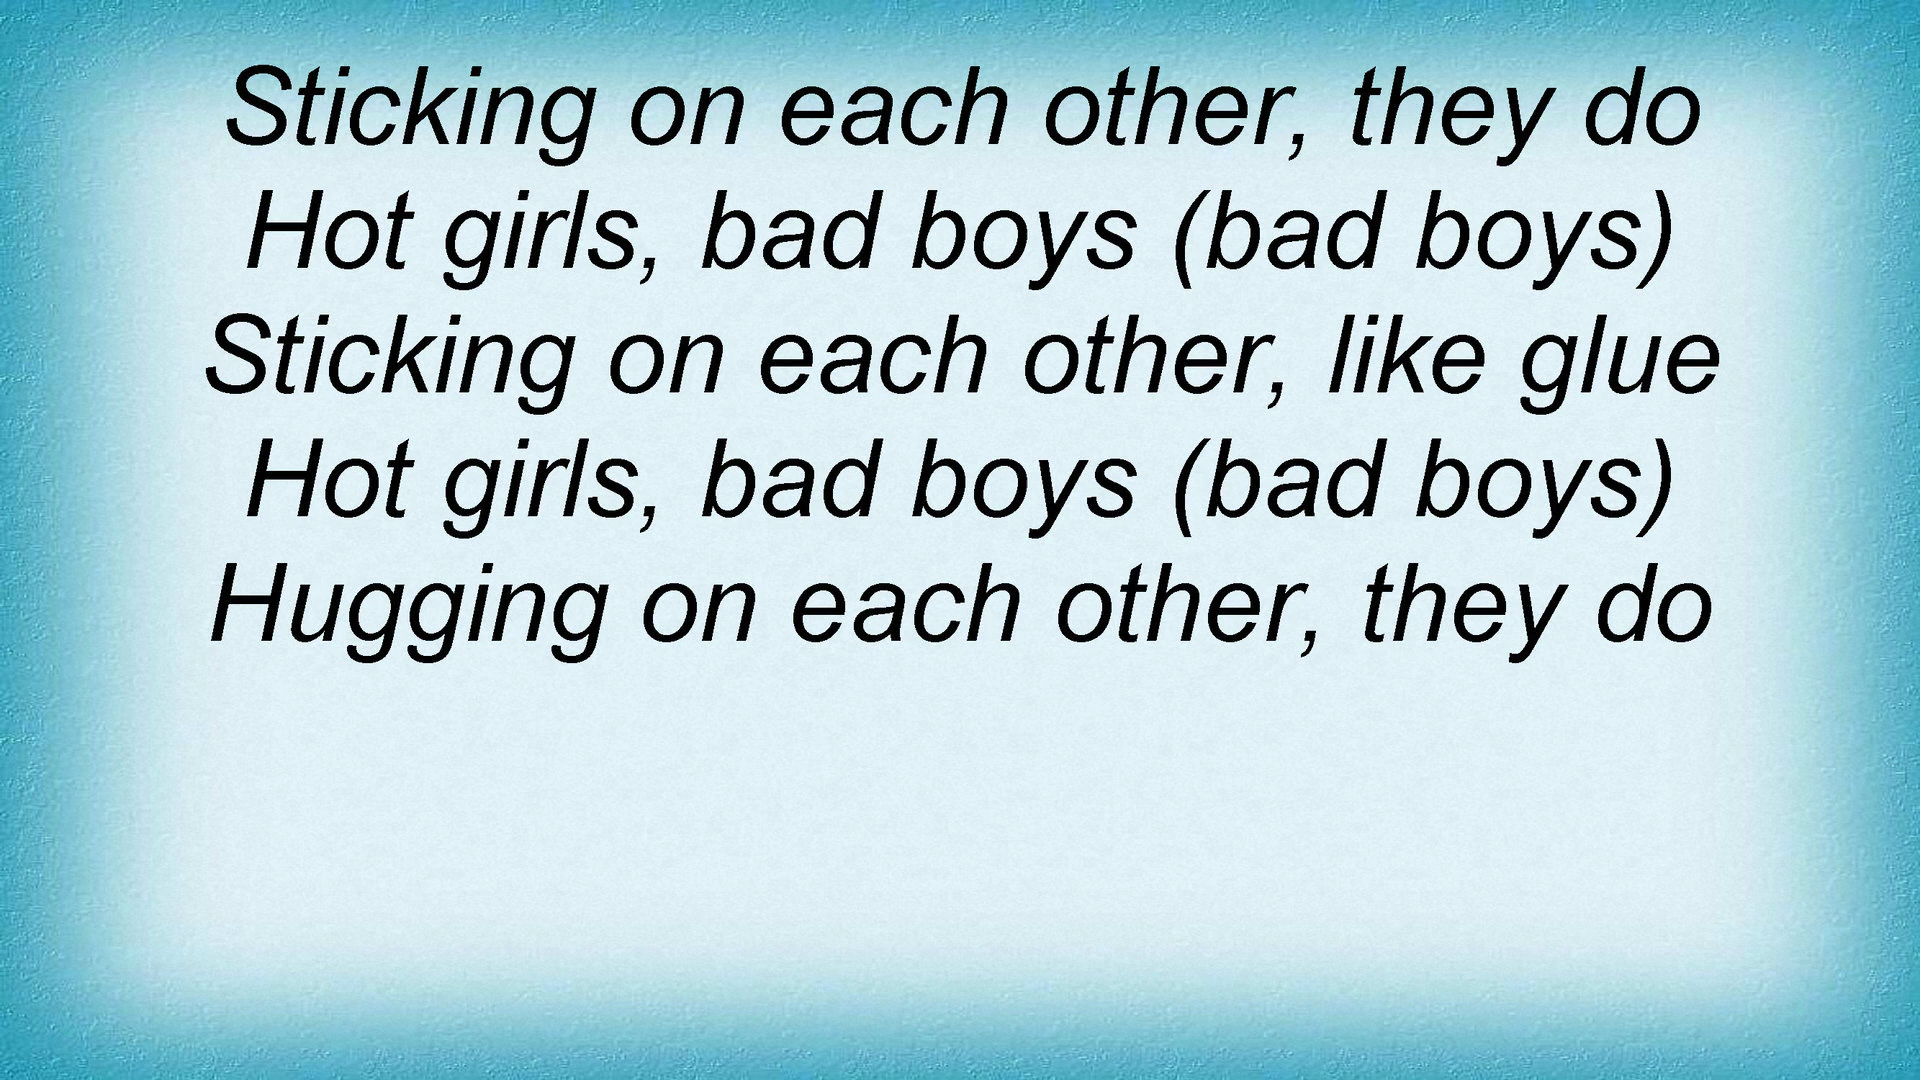 Sticking on each other, they do
Hot girls, bad boys (bad boys)
Sticking on each other, like glue
Hot girls, bad boys (bad boys)
Hugging on each other, they do